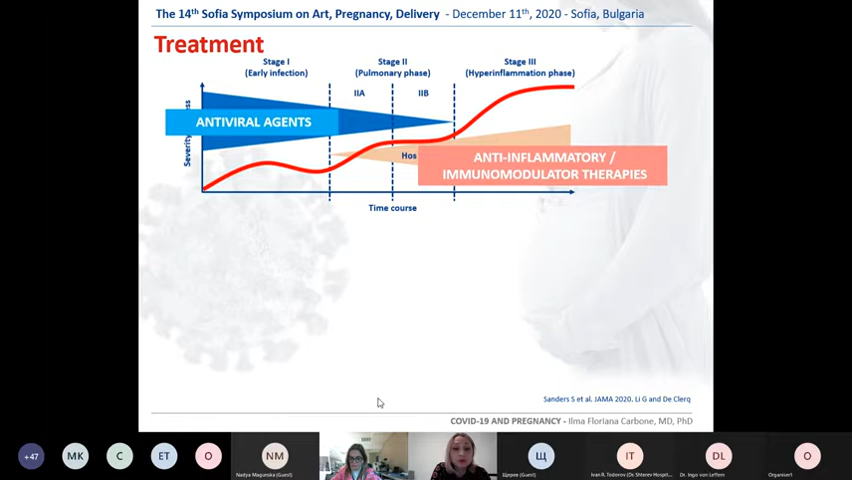 The 14th Sofia Symposium on Art, Pregnancy, Delivery - December 11th, 2020 - Sofia, Bulgaria
Treatment
Stage I
(Early infection)
Stage II
(Pulmonary phase)
Stage III
(Hyperinflammation phase)
IIA
IIB
ANTIVIRAL AGENTS
Hos
ANTI-INFLAMMATORY /
IMMUNOMODULATOR THERAPIES
Time course
Sanders S et al. JAMA 2020. Li G and De Clerq
COVID-19 AND PREGNANCY - Ilma Floriana Carbone, MD, PhD
+47
MK
C
ET
O
NM
Щ
IT
DL
O
Nadya Magunska (Guest)
Щерев (Guest)
Ivan R. Todorov (Dr. Shterev Hospit...
Dr. Ingo von Leffern
Organiser1